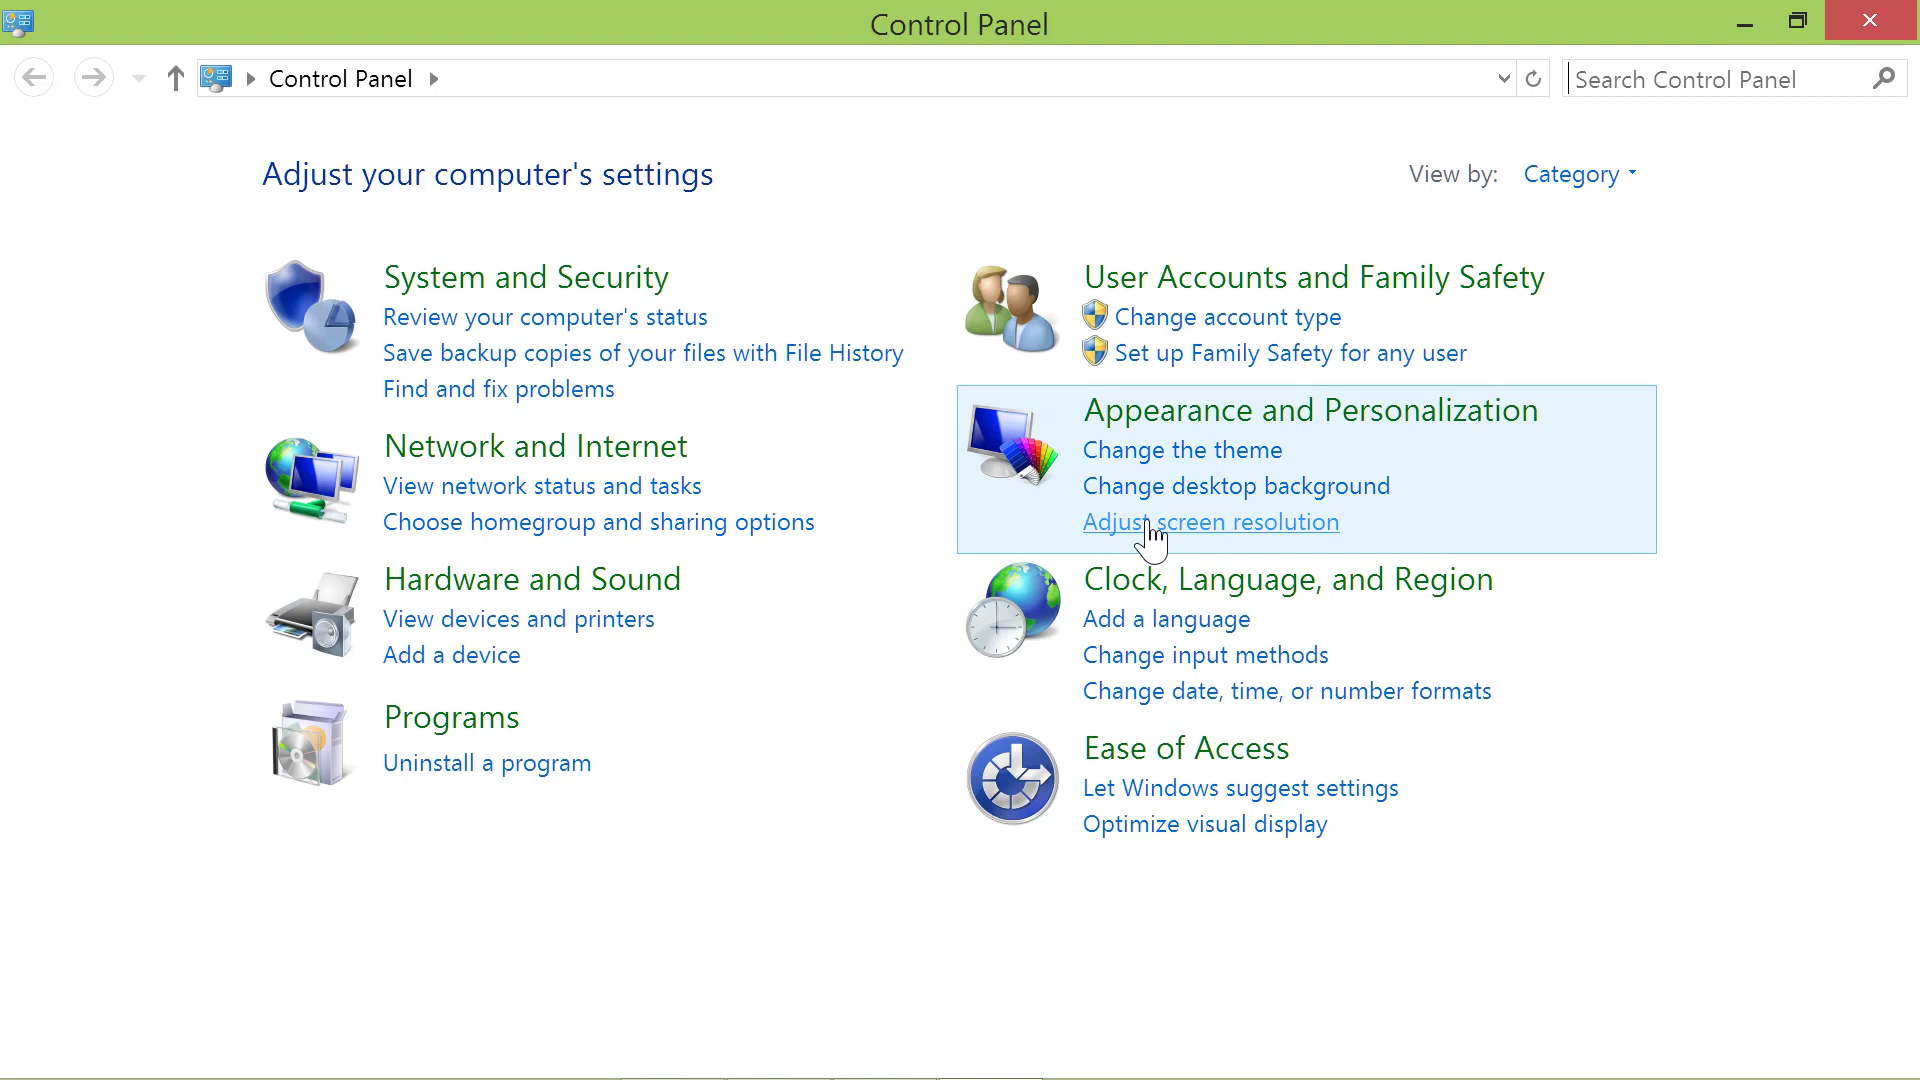 Control Panel
Control Panel
Search Control Panel
Adjust your computer's settings
View by: Category
System and Security
Review your computer's status
Save backup copies of your files with File History
Find and fix problems
Network and Internet
View network status and tasks
Choose homegroup and sharing options
Hardware and Sound
View devices and printers
Add a device
Programs
Uninstall a program
User Accounts and Family Safety
Change account type
Set up Family Safety for any user
Appearance and Personalization
Change the theme
Change desktop background
Adjust screen resolution
Clock, Language, and Region
Add a language
Change input methods
Change date, time, or number formats
Ease of Access
Let Windows suggest settings
Optimize visual display